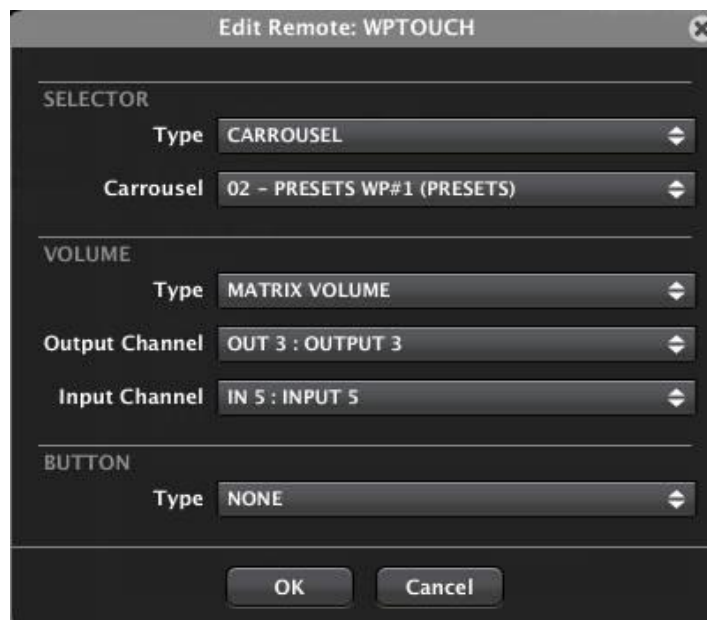 Edit Remote: WPTOUCH
SELECTOR
Type CARROUSEL
Carrousel 02 - PRESETS WP#1 (PRESETS)
VOLUME
Type MATRIX VOLUME
Output Channel OUT 3 : OUTPUT 3
Input Channel IN 5 : INPUT 5
BUTTON
Type NONE
OK Cancel